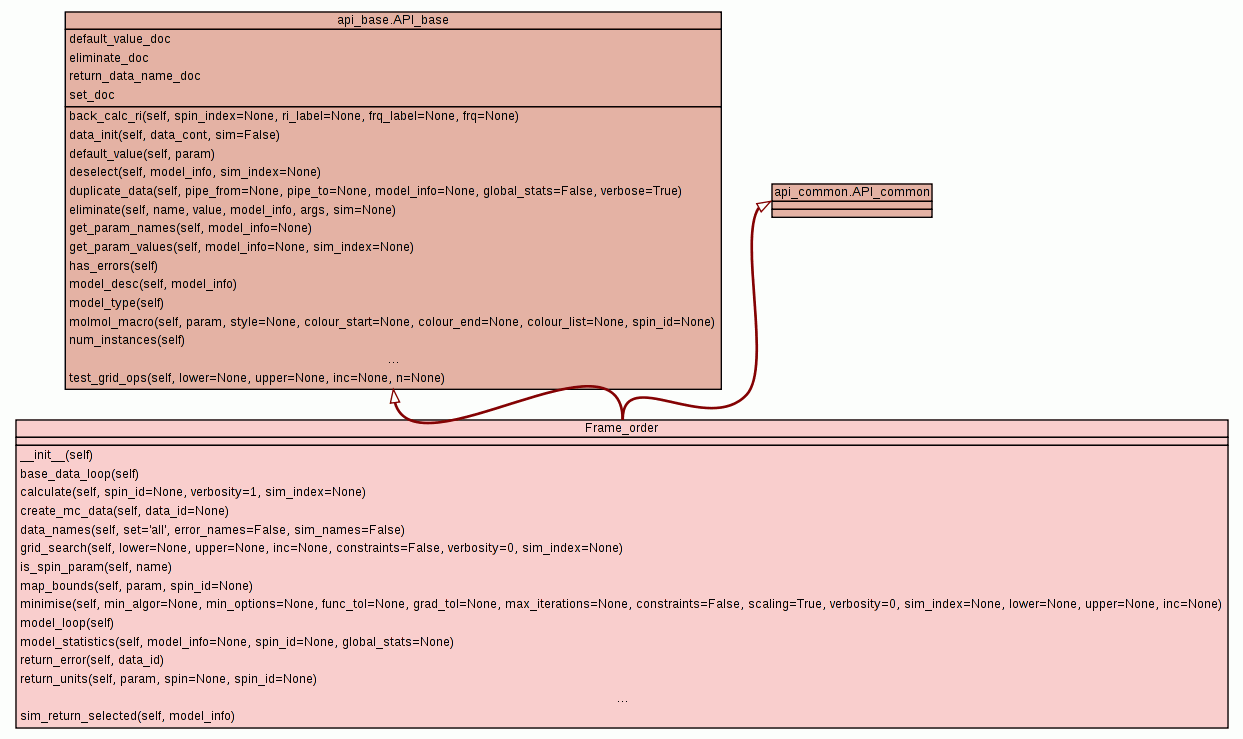 api_base.API_base
default_value_doc
eliminate_doc
return_data_name_doc
set_doc
back_calc_ri(self, spin_index=None, ri_label=None, frq_label=None, frq=None)
data_init(self, data_cont, sim=False)
default_value(self, param)
deselect(self, model_info, sim_index=None)
duplicate_data(self, pipe_from=None, pipe_to=None, model_info=None, global_stats=False, verbose=True)
eliminate(self, name, value, model_info, args, sim=None)
get_param_names(self, model_info=None)
get_param_values(self, model_info=None, sim_index=None)
has_errors(self)
model_desc(self, model_info)
model_type(self)
molmol_macro(self, param, style=None, colour_start=None, colour_end=None, colour_list=None, spin_id=None)
num_instances(self)
...
test_grid_ops(self, lower=None, upper=None, inc=None, n=None)
api_common.API_common
Frame_order
__init__(self)
base_data_loop(self)
calculate(self, spin_id=None, verbosity=1, sim_index=None)
create_mc_data(self, data_id=None)
data_names(self, set='all', error_names=False, sim_names=False)
grid_search(self, lower=None, upper=None, inc=None, constraints=False, verbosity=0, sim_index=None)
is_spin_param(self, name)
map_bounds(self, param, spin_id=None)
minimise(self, min_algor=None, min_options=None, func_tol=None, grad_tol=None, max_iterations=None, constraints=False, scaling=True, verbosity=0, sim_index=None, lower=None, upper=None, inc=None)
model_loop(self)
model_statistics(self, model_info=None, spin_id=None, global_stats=None)
return_error(self, data_id)
return_units(self, param, spin=None, spin_id=None)
...
sim_return_selected(self, model_info)